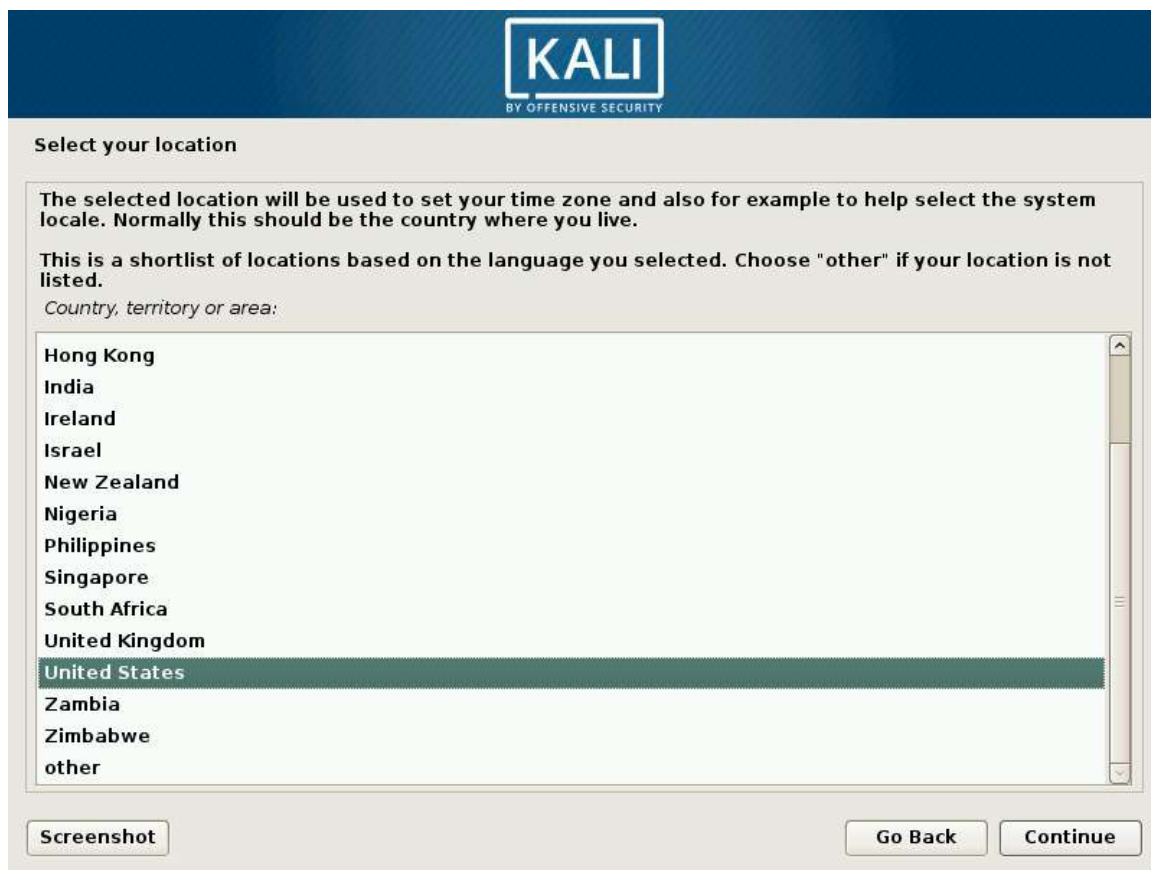 KALI
BY OFFENSIVE SECURITY
Select your location
The selected location will be used to set your time zone and also for example to help select the system
locale. Normally this should be the country where you live.
This is a shortlist of locations based on the language you selected. Choose "other" if your location is not
listed.
Country, territory or area:
Hong Kong
India
Ireland
Israel
New Zealand
Nigeria
Philippines
Singapore
South Africa
United Kingdom
United States
Zambia
Zimbabwe
other
Screenshot
Go Back
Continue